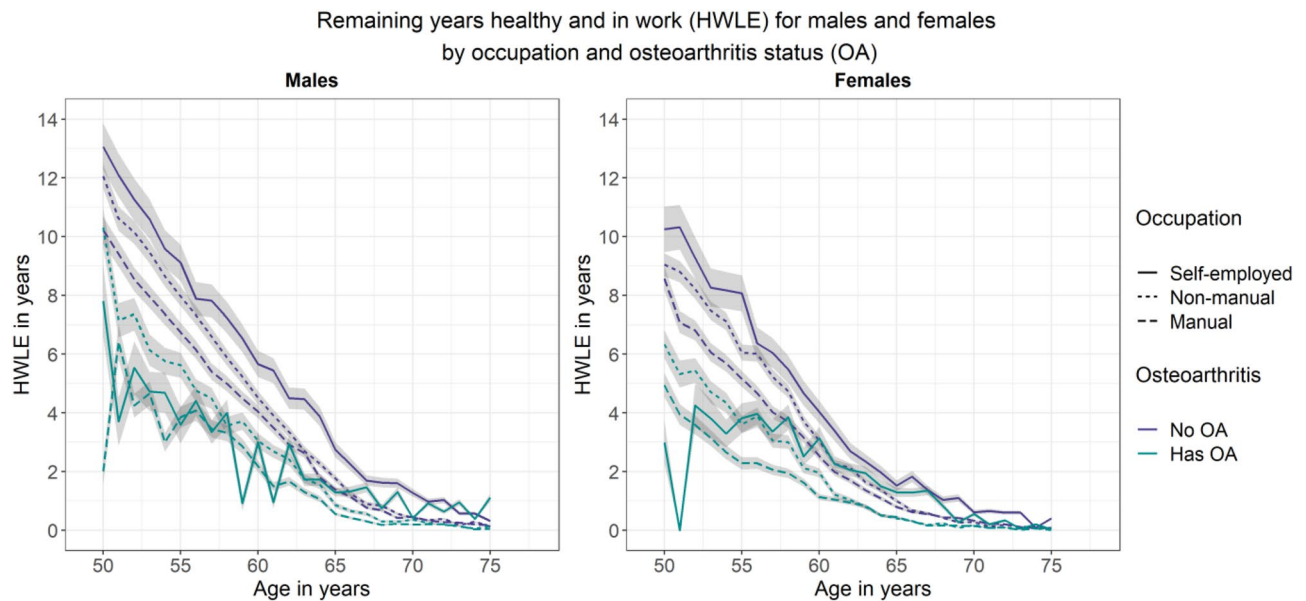 Remaining years healthy and in work (HWLE) for males and females
by occupation and osteoarthritis status (OA)
Males
Females
HWLE in years
14
12
10
8
6
4
2
0
50
55
60
65
70
75
Age in years
HWLE in years
14
12
10
8
6
4
2
0
50
55
60
65
70
75
Age in years
Occupation
Self-employed
Non-manual
Manual
Osteoarthritis
No OA
Has OA